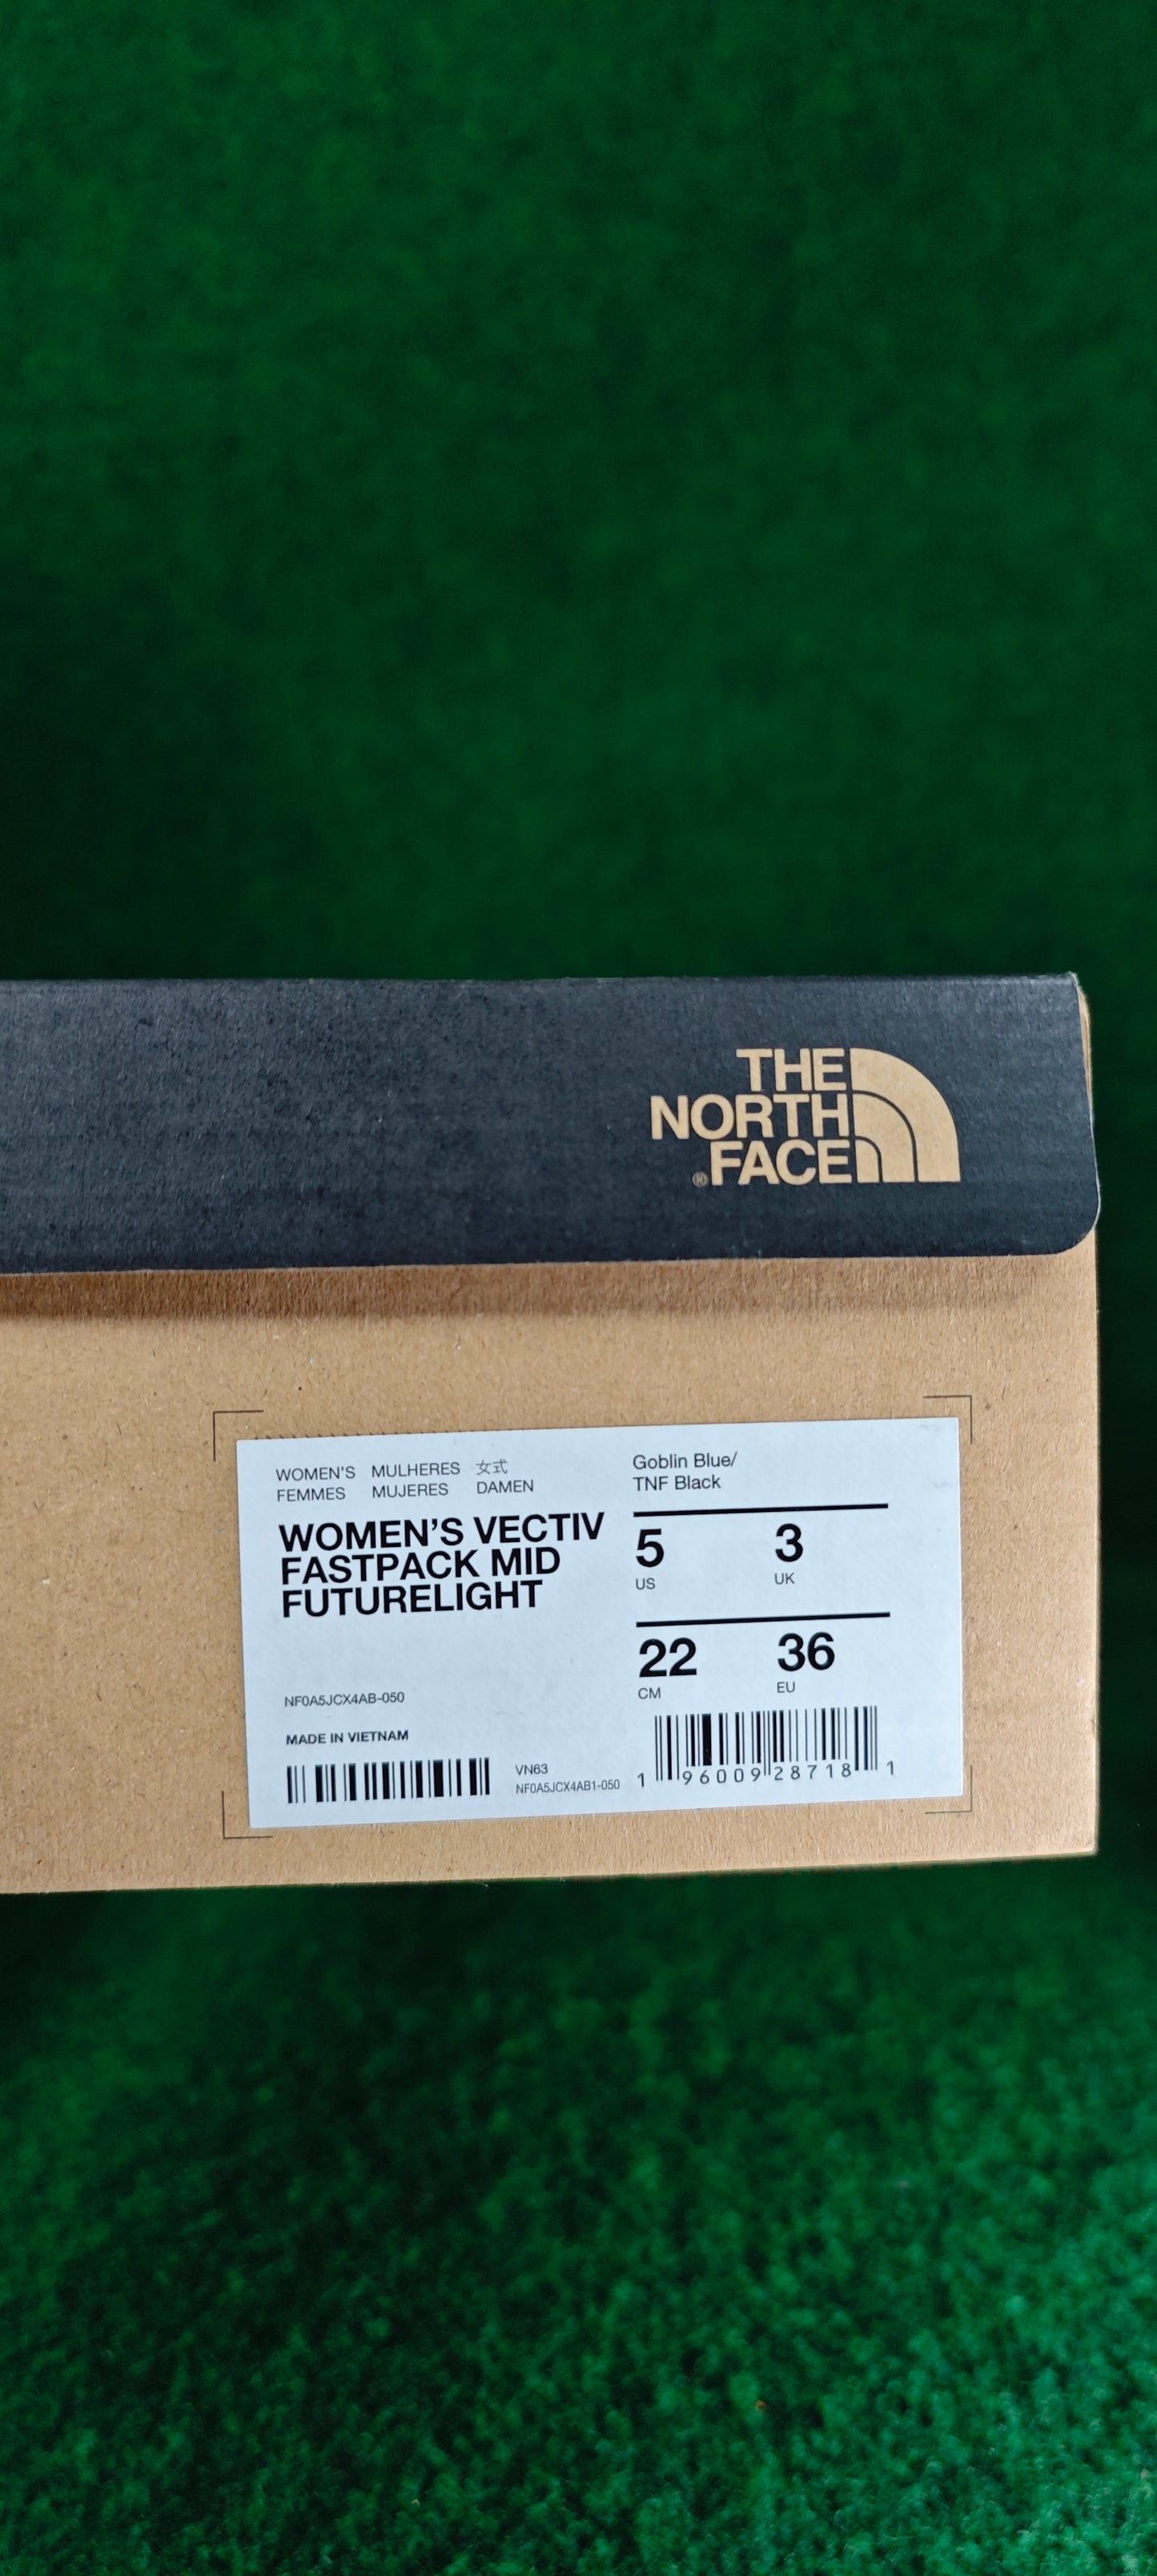 THE
NORTH
®FACE
WOMEN'S MULHERES 女式
FEMMES MUJERES DAMEN
WOMEN'S VECTIV
FASTPACK MID
FUTURELIGHT
NF0A5JCX4AB-050
MADE IN VIETNAM
VN63
NF0A5JCX4AB1-050
Goblin Blue/
TNF Black
5 3
US UK
22 36
CM EU
1 96009 28718 1